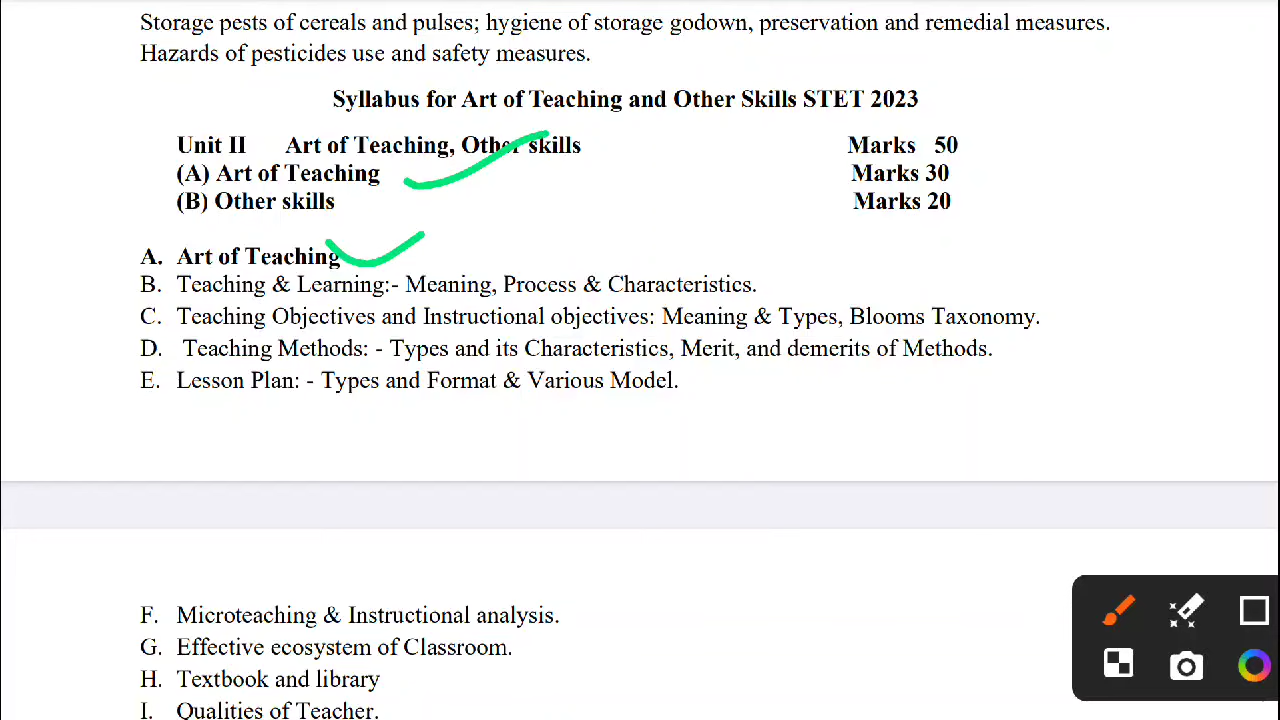 Storage pests of cereals and pulses; hygiene of storage godown, preservation and remedial measures.
Hazards of pesticides use and safety measures.
Syllabus for Art of Teaching and Other Skills STET 2023
Unit II Art of Teaching, Other skills Marks 50
(A) Art of Teaching Marks 30
(B) Other skills Marks 20
A. Art of Teaching
B. Teaching & Learning:- Meaning, Process & Characteristics.
C. Teaching Objectives and Instructional objectives: Meaning & Types, Blooms Taxonomy.
D. Teaching Methods: - Types and its Characteristics, Merit, and demerits of Methods.
E. Lesson Plan: - Types and Format & Various Model.
F. Microteaching & Instructional analysis.
G. Effective ecosystem of Classroom.
H. Textbook and library
I. Qualities of Teacher.